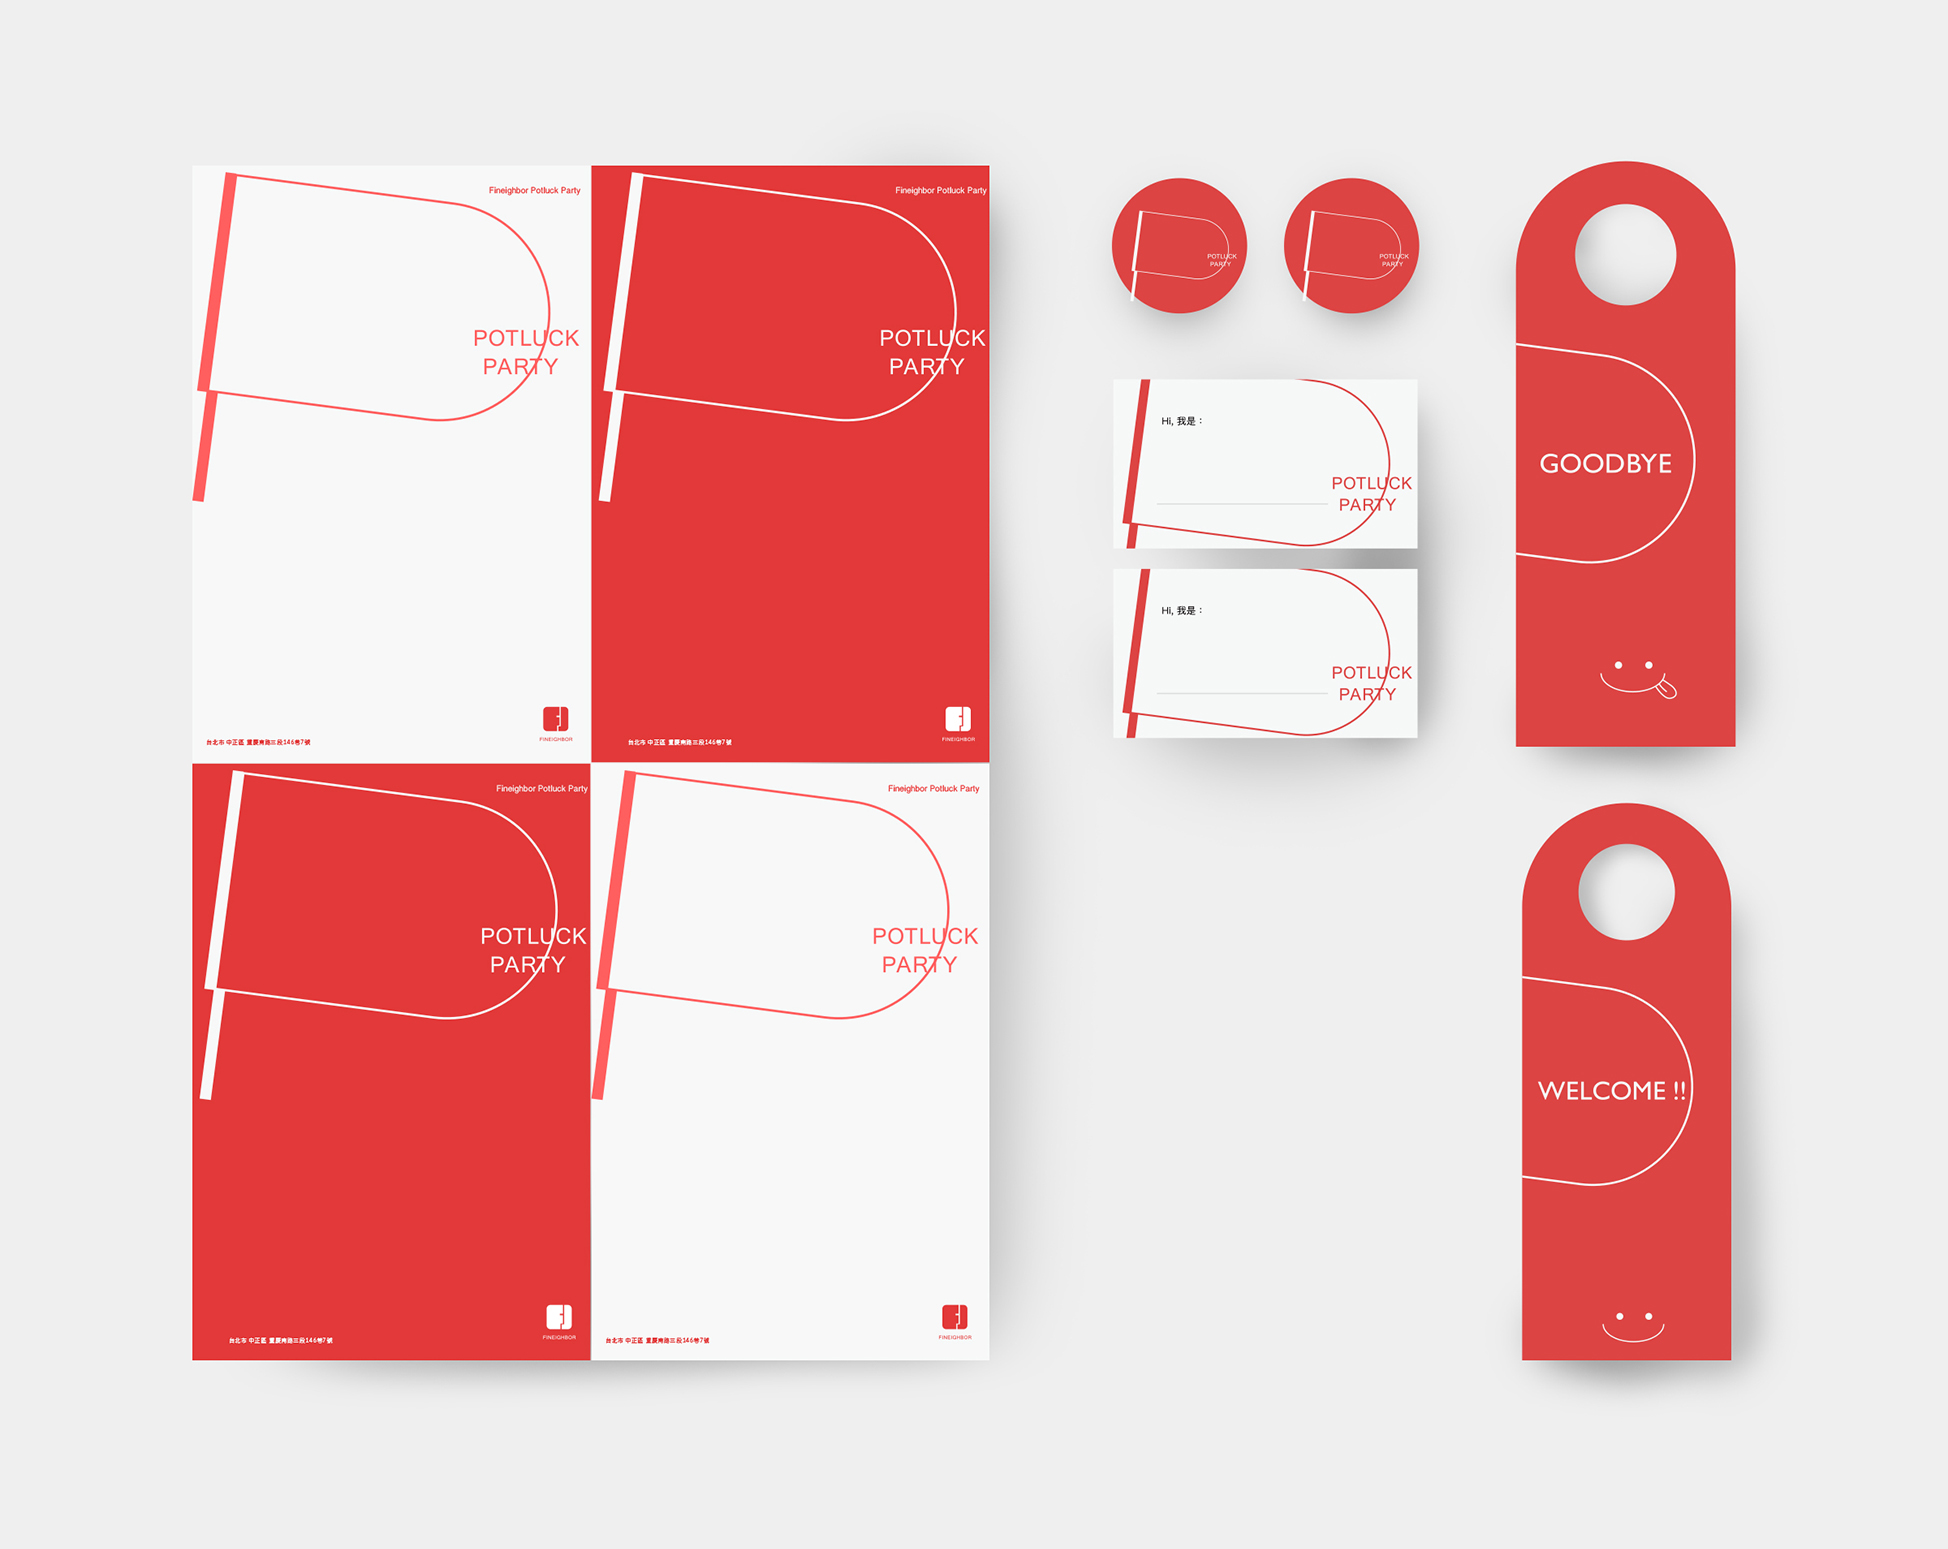 Fineighbor Potluck Party
POTLUCK
PARTY
台北市 中正區 重慶南路三段146巷7號
FINEIGHBOR
Fineighbor Potluck Party
POTLUCK
PARTY
台北市 中正區 重慶南路三段146巷7號
FINEIGHBOR
Fineighbor Potluck Party
POTLUCK
PARTY
台北市 中正區 重慶南路三段146巷7號
FINEIGHBOR
Fineighbor Potluck Party
POTLUCK
PARTY
台北市 中正區 重慶南路三段146巷7號
FINEIGHBOR
POTLUCK
PARTY
POTLUCK
PARTY
Hi, 我是：
POTLUCK
PARTY
Hi, 我是：
POTLUCK
PARTY
GOODBYE
WELCOME !!